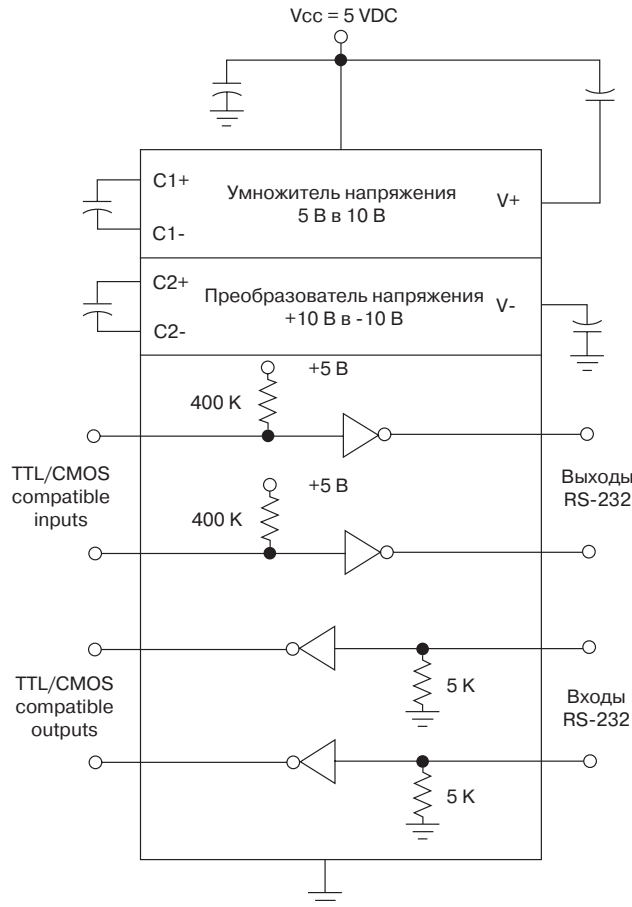 Vcc = 5 VDC
C1+
Умножитель напряжения
5 В в 10 В
V+
C1-
C2+
Преобразователь напряжения
+10 В в -10 В
V-
C2-
+5 В
400 K
TTL/CMOS
compatible
inputs
+5 В
400 K
Выходы
RS-232
TTL/CMOS
compatible
outputs
5 K
Входы
RS-232
5 K